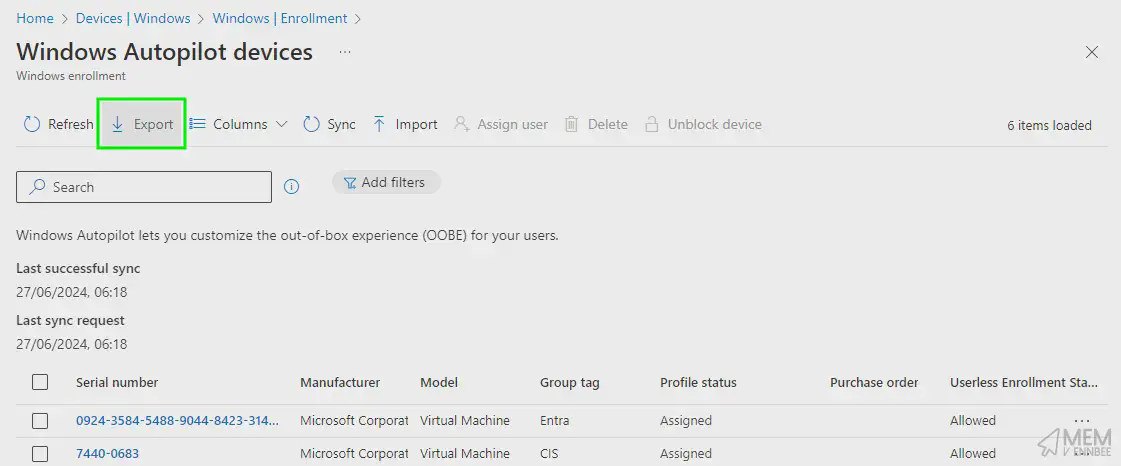 Home > Devices | Windows > Windows | Enrollment >
Windows Autopilot devices ...
Windows enrollment
Refresh Export Columns Sync Import Assign user Delete Unblock device 6 items loaded
Search Add filters
Windows Autopilot lets you customize the out-of-box experience (OOBE) for your users.
Last successful sync
27/06/2024, 06:18
Last sync request
27/06/2024, 06:18
Serial number Manufacturer Model Group tag Profile status Purchase order Userless Enrollment Sta...
0924-3584-5488-9044-8423-314... Microsoft Corporat Virtual Machine Entra Assigned Allowed ...
7440-0683 Microsoft Corporat Virtual Machine CIS Assigned Allowed
MEM
V ENNBEE